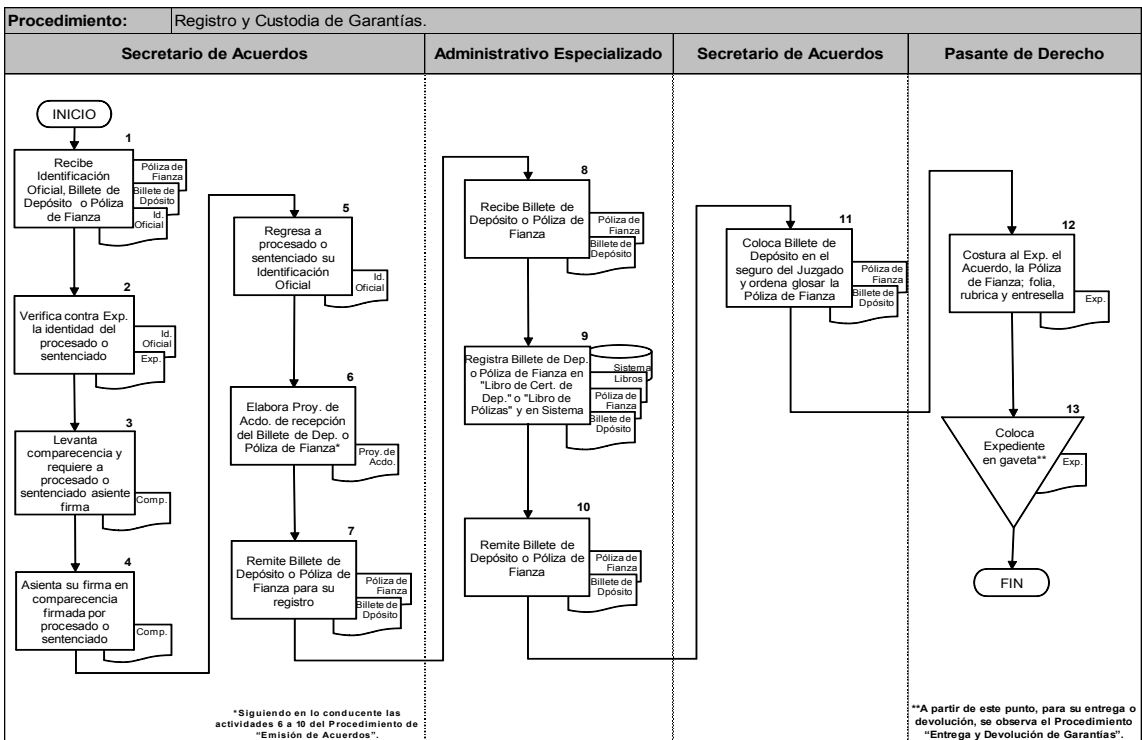 Procedimiento: Registro y Custodia de Garantías.
Secretario de Acuerdos
Administrativo Especializado
Secretario de Acuerdos
Pasante de Derecho
INICIO
1
Recibe
Identificación
Oficial, Billete de
Depósito o Póliza
de Fianza
Póliza de
Fianza
Billete de
Dpósito
Id.
Oficial
2
Verifica contra Exp.
la identidad del
procesado o
sentenciado
Id.
Oficial
Exp.
3
Levanta
comparecencia y
requiere a
procesado o
sentenciado asiente
firma
Comp.
4
Asienta su firma en
comparecencia
firmada por
procesado o
sentenciado
Comp.
5
Regresa a
procesado o
sentenciado su
Identificación
Oficial
Id.
Oficial
6
Elabora Proy. de
Acdo. de recepción
del Billete de Dep. o
Póliza de Fianza*
Proy. de
Acdo.
7
Remite Billete de
Depósito o Póliza de
Fianza para su
registro
Póliza de
Fianza
Billete de
Dpósito
*Siguiendo en lo conducente las
actividades 6 a 10 del Procedimiento de
“Emisión de Acuerdos”.
8
Recibe Billete de
Depósito o Póliza de
Fianza
Póliza de
Fianza
Billete de
Depósito
9
Registra Billete de Dep.
o Póliza de Fianza en
"Libro de Cert. de
Dep." o "Libro de
Pólizas" y en Sistema
Sistema
Libros
Póliza de
Fianza
Billete de
Dpósito
10
Remite Billete de
Depósito o Póliza de
Fianza
Póliza de
Fianza
Billete de
Dpósito
11
Coloca Billete de
Depósito en el
seguro del Juzgado
y ordena glosar la
Póliza de Fianza
Póliza de
Fianza
Billete de
Dpósito
12
Costura al Exp. el
Acuerdo, la Póliza
de Fianza; folia,
rubrica y entresella
Exp.
13
Coloca
Expediente
en gaveta**
Exp.
FIN
**A partir de este punto, para su entrega o
devolución, se observa el Procedimiento
“Entrega y Devolución de Garantías”.